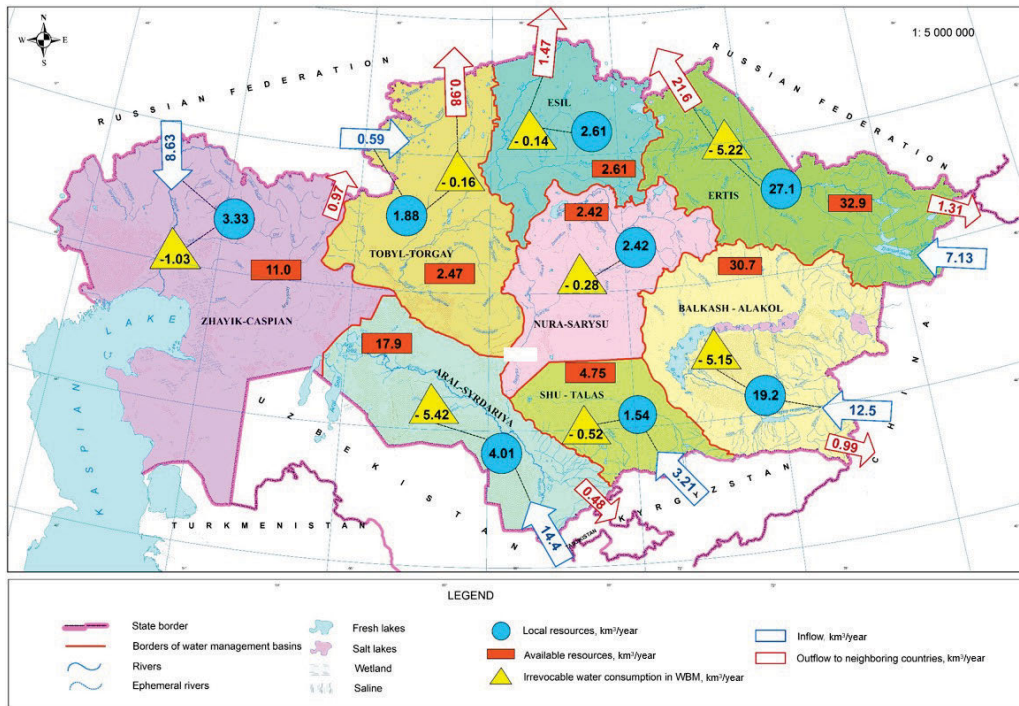 N
W E
S
1: 5 000 000
RUSSIAN FEDERATION
RUSSIAN FEDERATION
1.47
0.98
21.6
8.63
0.59
ESIL
- 0.14
2.61
2.61
- 5.22
ERTIS
27.1
32.9
1.31
7.13
3.33
-1.03
11.0
ZHAYIK-CASPIAN
0.97
1.88
- 0.16
TOBYL-TORGAY
2.47
2.42
2.42
- 0.28
NURA-SARYSU
30.7
BALKASH - ALAKOL
- 5.15
19.2
12.5
0.99
CHINA
17.9
ARAL-SYRDARIYA
- 5.42
4.01
14.4
0.48
4.75
SHU - TALAS
1.54
- 0.52
3.21
KYRGYZSTAN
UZBEKISTAN
TURKMENISTAN
CASPIAN LAKE
LEGEND
State border
Borders of water management basins
Rivers
Ephemeral rivers
Fresh lakes
Salt lakes
Wetland
Saline
Local resources, km³/year
Available resources, km³/year
Irrevocable water consumption in WBM, km³/year
Inflow. km³/year
Outflow to neighboring countries, km³/year